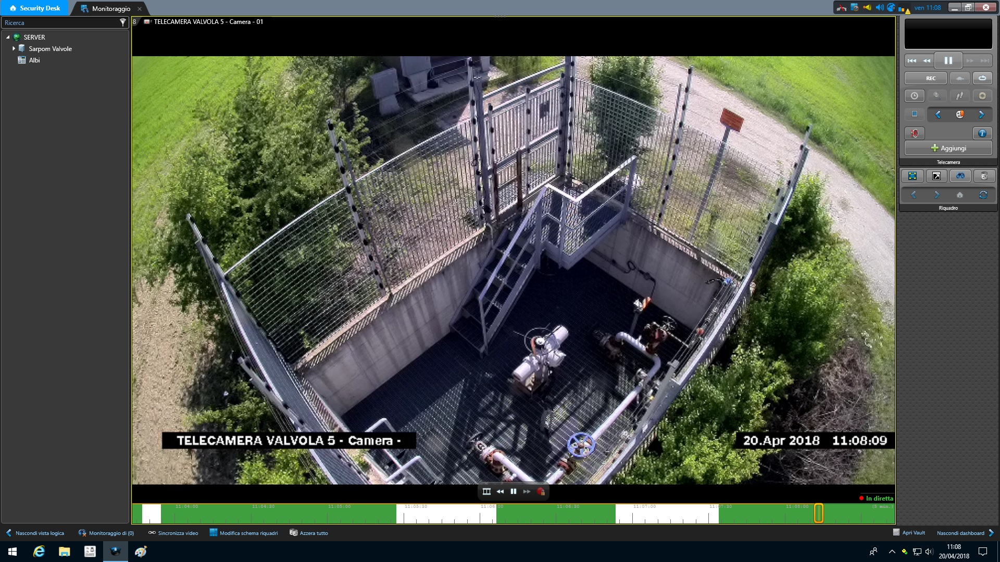 Security Desk
Monitoraggio
ven 11:08
Ricerca
SERVER
Sarpom Valvole
Albi
8 TELECAMERA VALVOLA 5 - Camera - 01
REC
Aggiungi
Telecamera
Riquadro
TELECAMERA VALVOLA 5 - Camera -
20.Apr 2018 11:08:09
In diretta
11:04:00 11:04:30 11:05:00 11:05:30 11:06:00 11:06:30 11:07:00 11:07:30 11:08:00 (5 min.)
Nascondi vista logica
Monitoraggio di (0)
Sincronizza video
Modifica schema riquadri
Azzera tutto
Apri Vault
Nascondi dashboard
11:08
20/04/2018